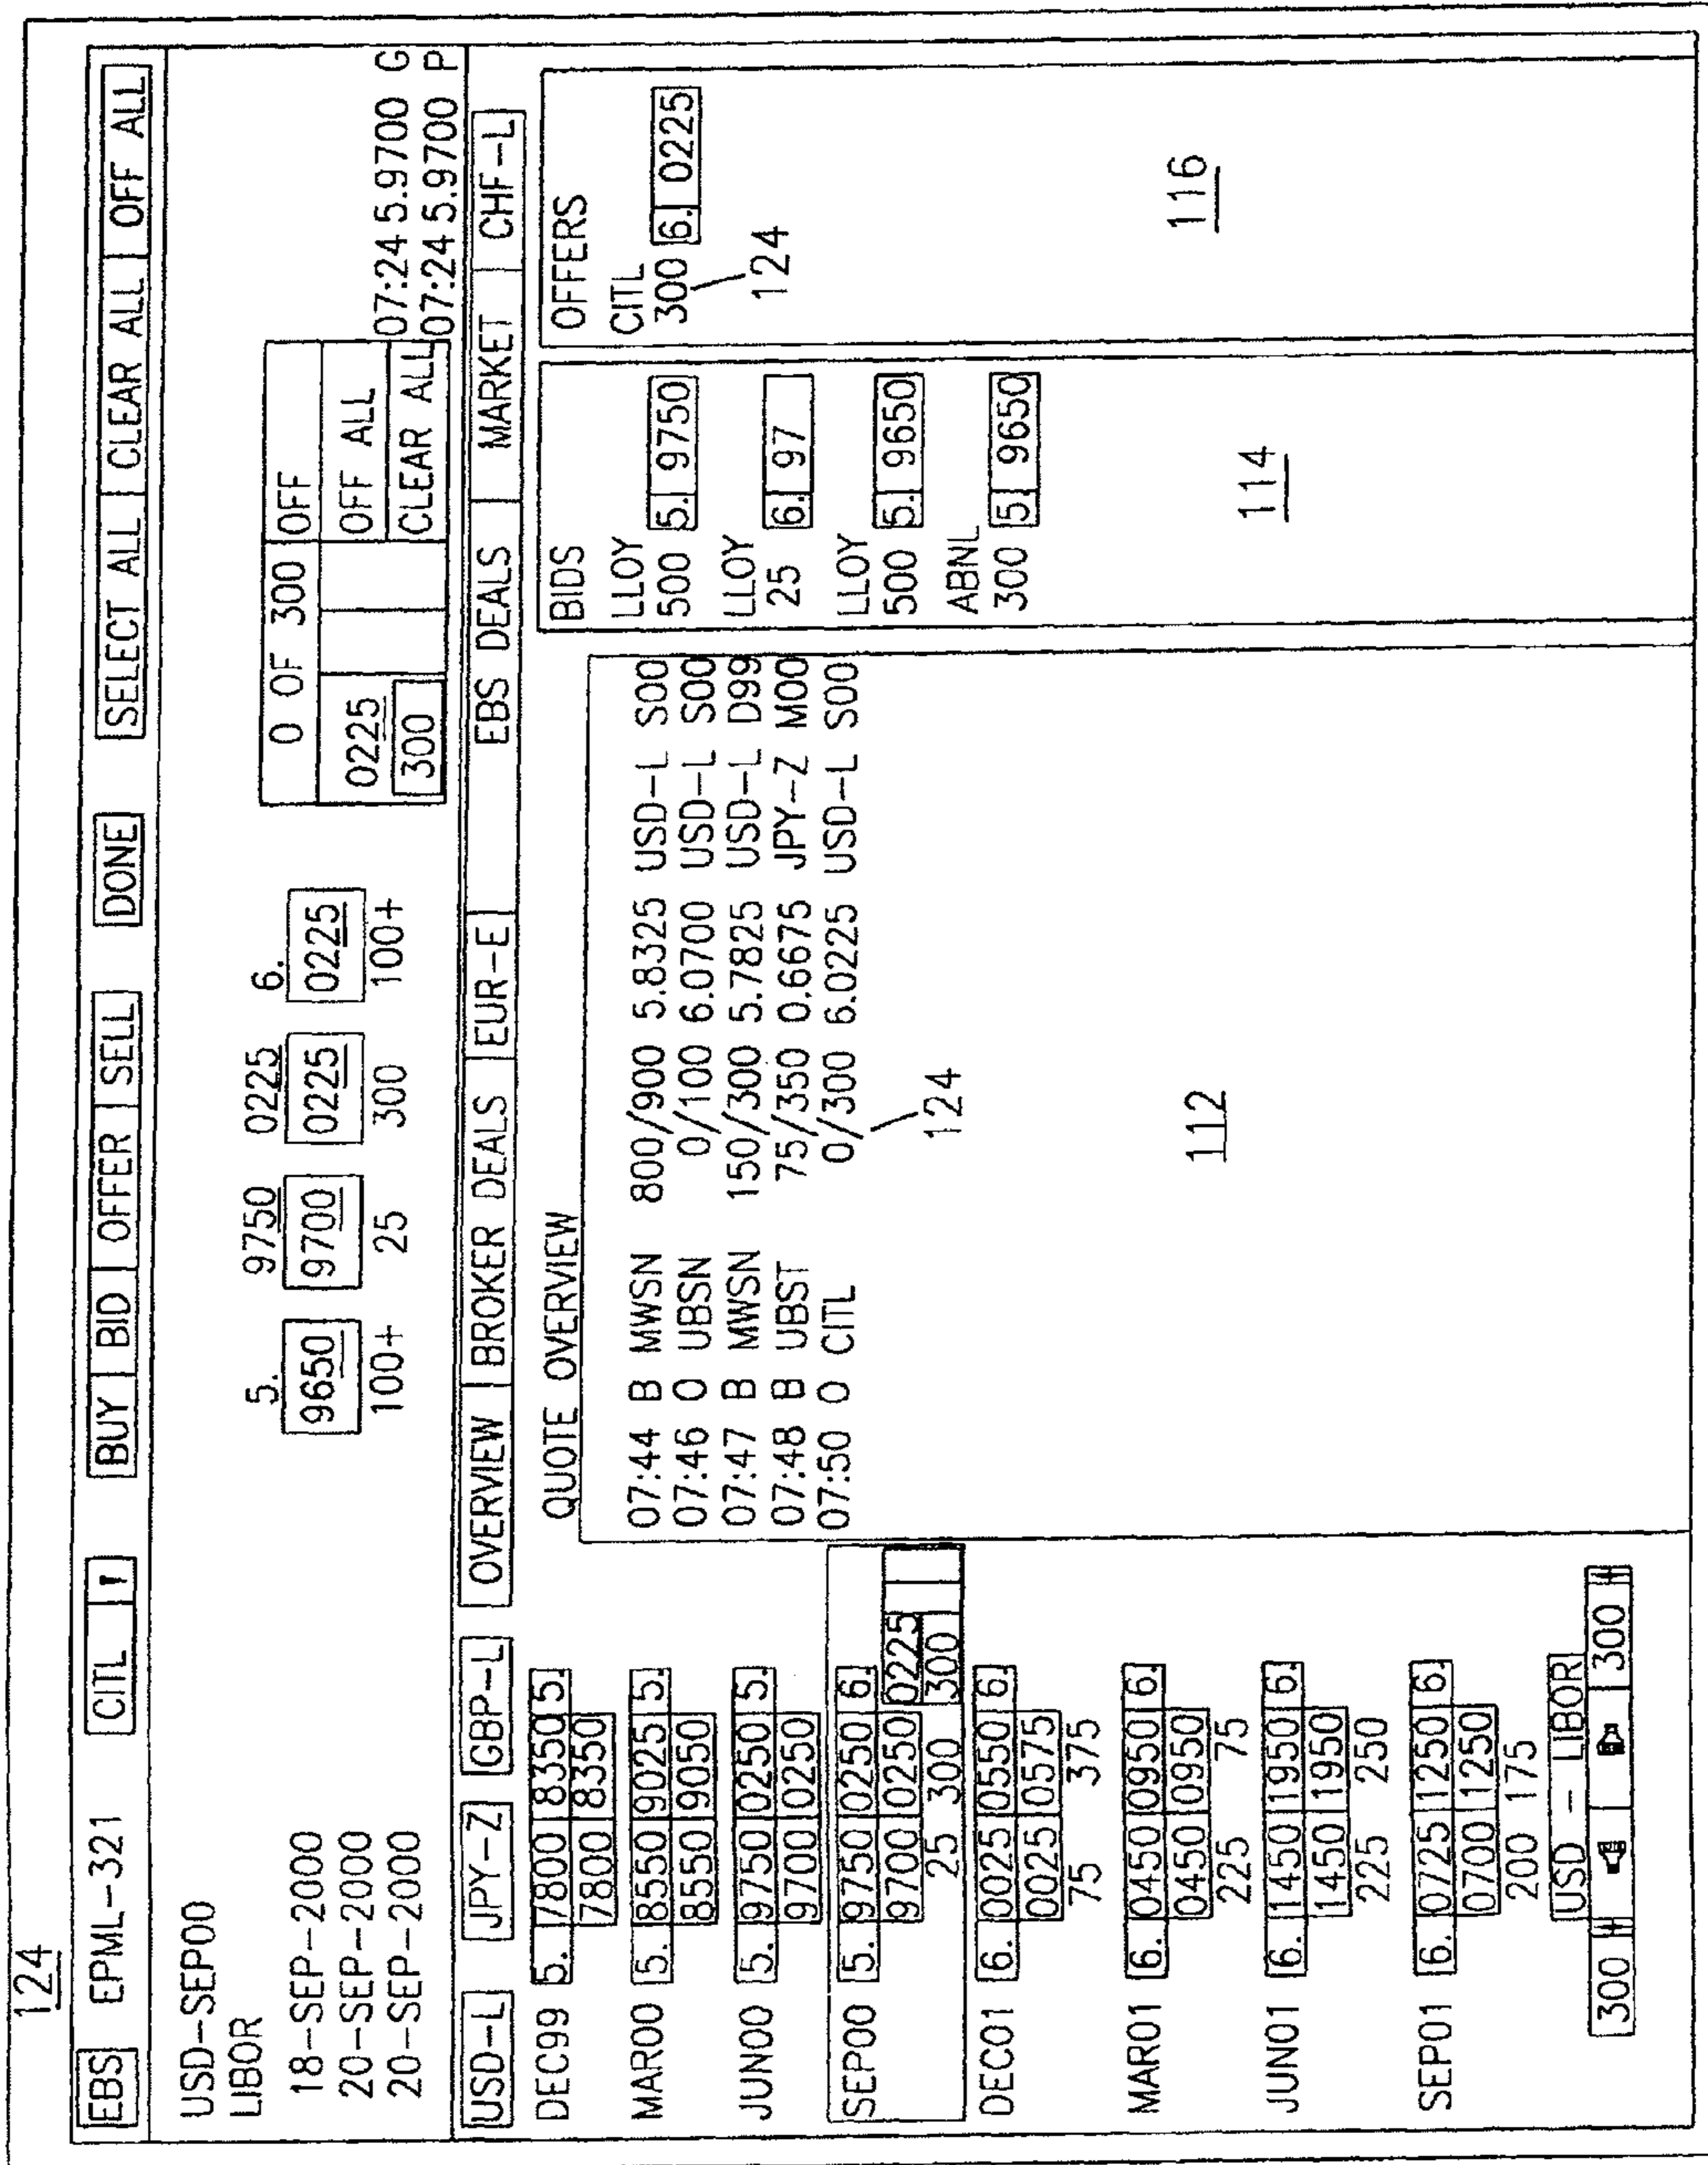 124
EBS EPML-321 CITL BUY BID OFFER SELL DONE SELECT ALL CLEAR ALL OFF ALL
USD-SEP00
LIBOR
18-SEP-2000
20-SEP-2000
20-SEP-2000
5. 9750 0225 6.
9650 9700 0225 0225
100+ 25 300 100+
0 OF 300 OFF
0225 OFF ALL
300 CLEAR ALL
07:24 5.9700 G
07:24 5.9700 P
USD-L JPY-Z GBP-L OVERVIEW BROKER DEALS EUR-E EBS DEALS MARKET CHF-L
DEC99 5. 7800 8350 5.
7800 8350
MAR00 5. 8550 9025 5.
8550 9050
JUN00 5. 9750 0250 5.
9700 0250
SEP00 5. 9750 0250 6.
9700 0250 0225
25 300 300
DEC01 6. 0025 0550 6.
0025 0575
75 375
MAR01 6. 0450 0950 6.
0450 0950
225 75
JUN01 6. 1450 1950 6.
1450 1950
225 250
SEP01 6. 0725 1250 6.
0700 1250
200 175
USD - LIBOR
300 300
QUOTE OVERVIEW
07:44 B MWSN 800/900 5.8325 USD-L S00
07:46 O UBSN 0/100 6.0700 USD-L S00
07:47 B MWSN 150/300 5.7825 USD-L D99
07:48 B UBST 75/350 0.6675 JPY-Z M00
07:50 O CITL 0/300 6.0225 USD-L S00
124
112
BIDS
LLOY
500 5. 9750
LLOY
25 6. 97
LLOY
500 5. 9650
ABNL
300 5 9650
114
OFFERS
CITL
300 6. 0225
124
116